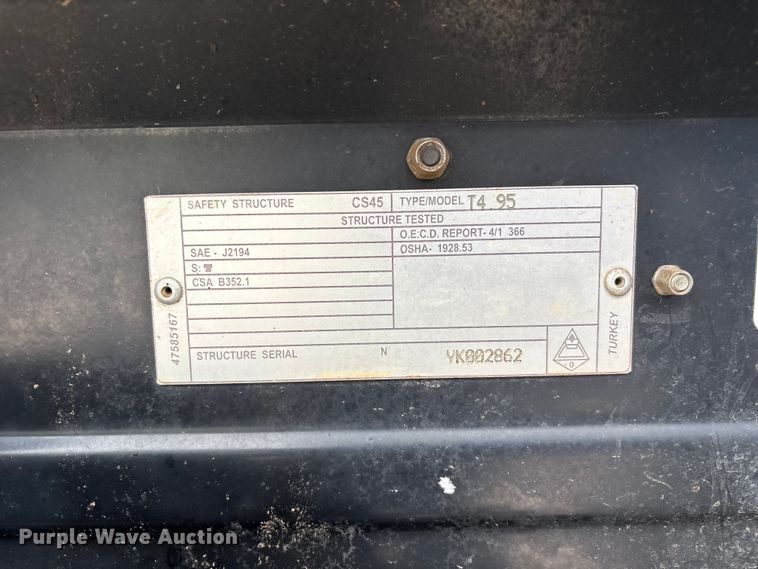 SAFETY STRUCTURE CS45 TYPE/MODEL T4.95
STRUCTURE TESTED
O.E.C.D. REPORT- 4/1 366
SAE - J2194 OSHA- 1928.53
S:
CSA B352.1
47585167
TURKEY
STRUCTURE SERIAL N YK002862
0
Purple Wave Auction